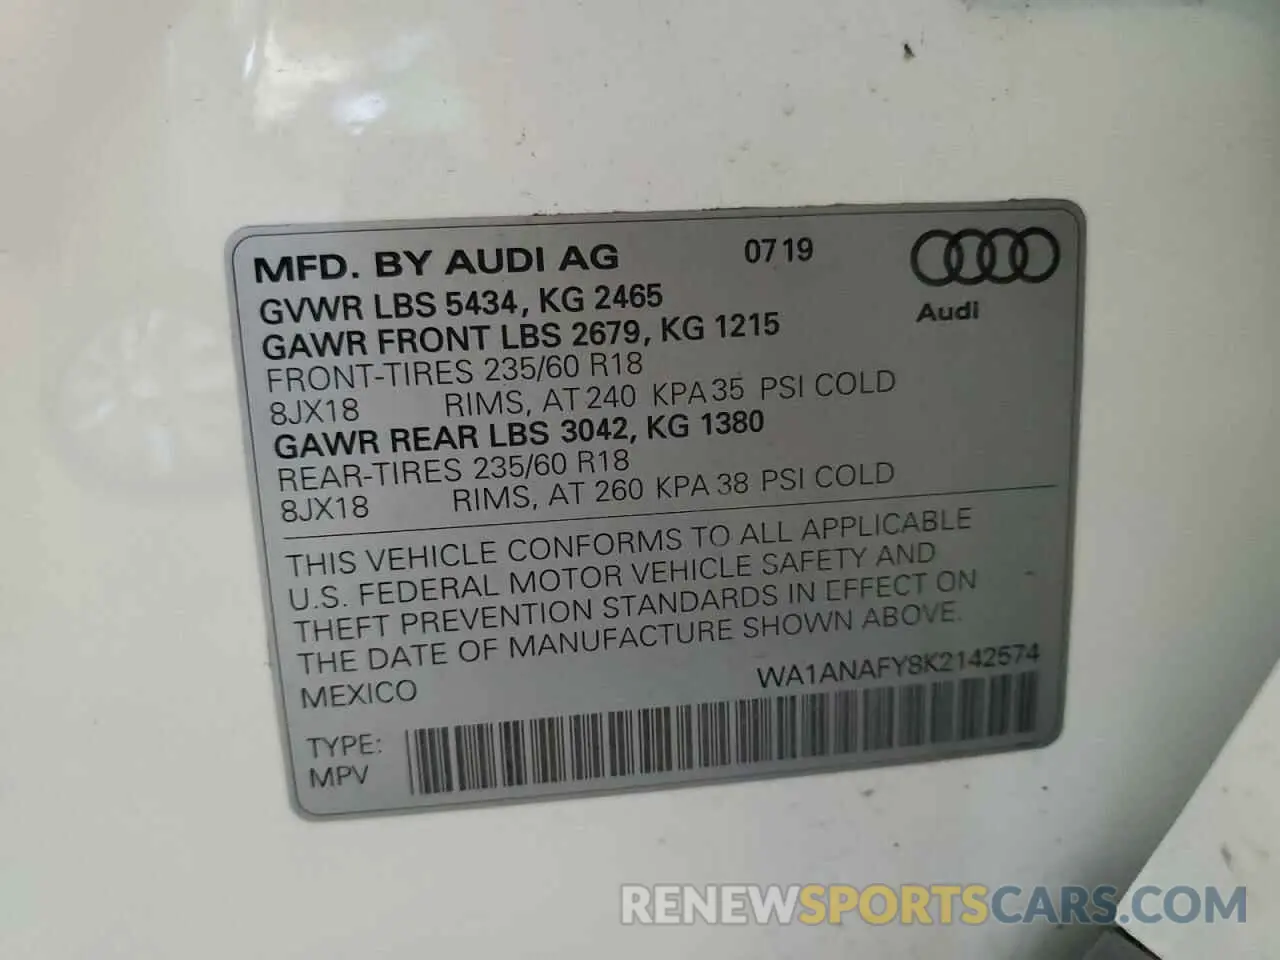 MFD. BY AUDI AG 0719
GVWR LBS 5434, KG 2465
Audi
GAWR FRONT LBS 2679, KG 1215
FRONT-TIRES 235/60 R18
8JX18 RIMS, AT 240 KPA 35 PSI COLD
GAWR REAR LBS 3042, KG 1380
REAR-TIRES 235/60 R18
8JX18 RIMS, AT 260 KPA 38 PSI COLD
THIS VEHICLE CONFORMS TO ALL APPLICABLE
U.S. FEDERAL MOTOR VEHICLE SAFETY AND
THEFT PREVENTION STANDARDS IN EFFECT ON
THE DATE OF MANUFACTURE SHOWN ABOVE.
MEXICO WA1ANAFY8K2142574
TYPE:
MPV
RENEWSPORTSCARS.COM